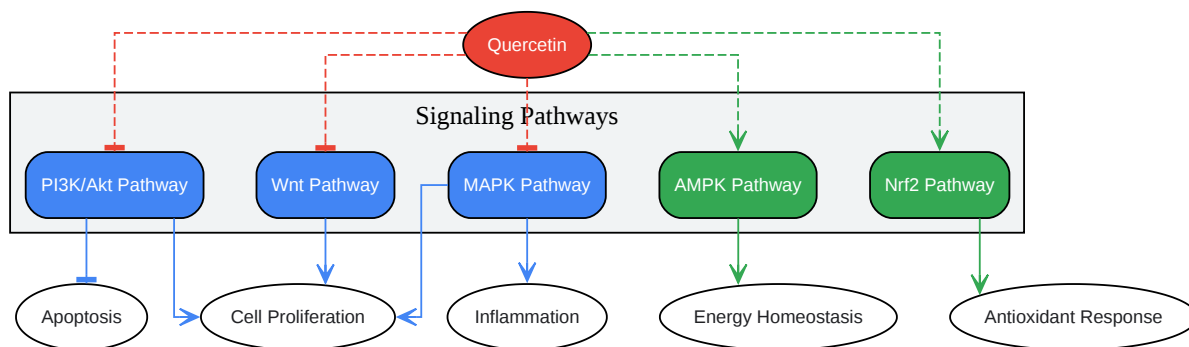 Quercetin
Signaling Pathways
PI3K/Akt Pathway
Wnt Pathway
MAPK Pathway
AMPK Pathway
Nrf2 Pathway
Apoptosis
Cell Proliferation
Inflammation
Energy Homeostasis
Antioxidant Response